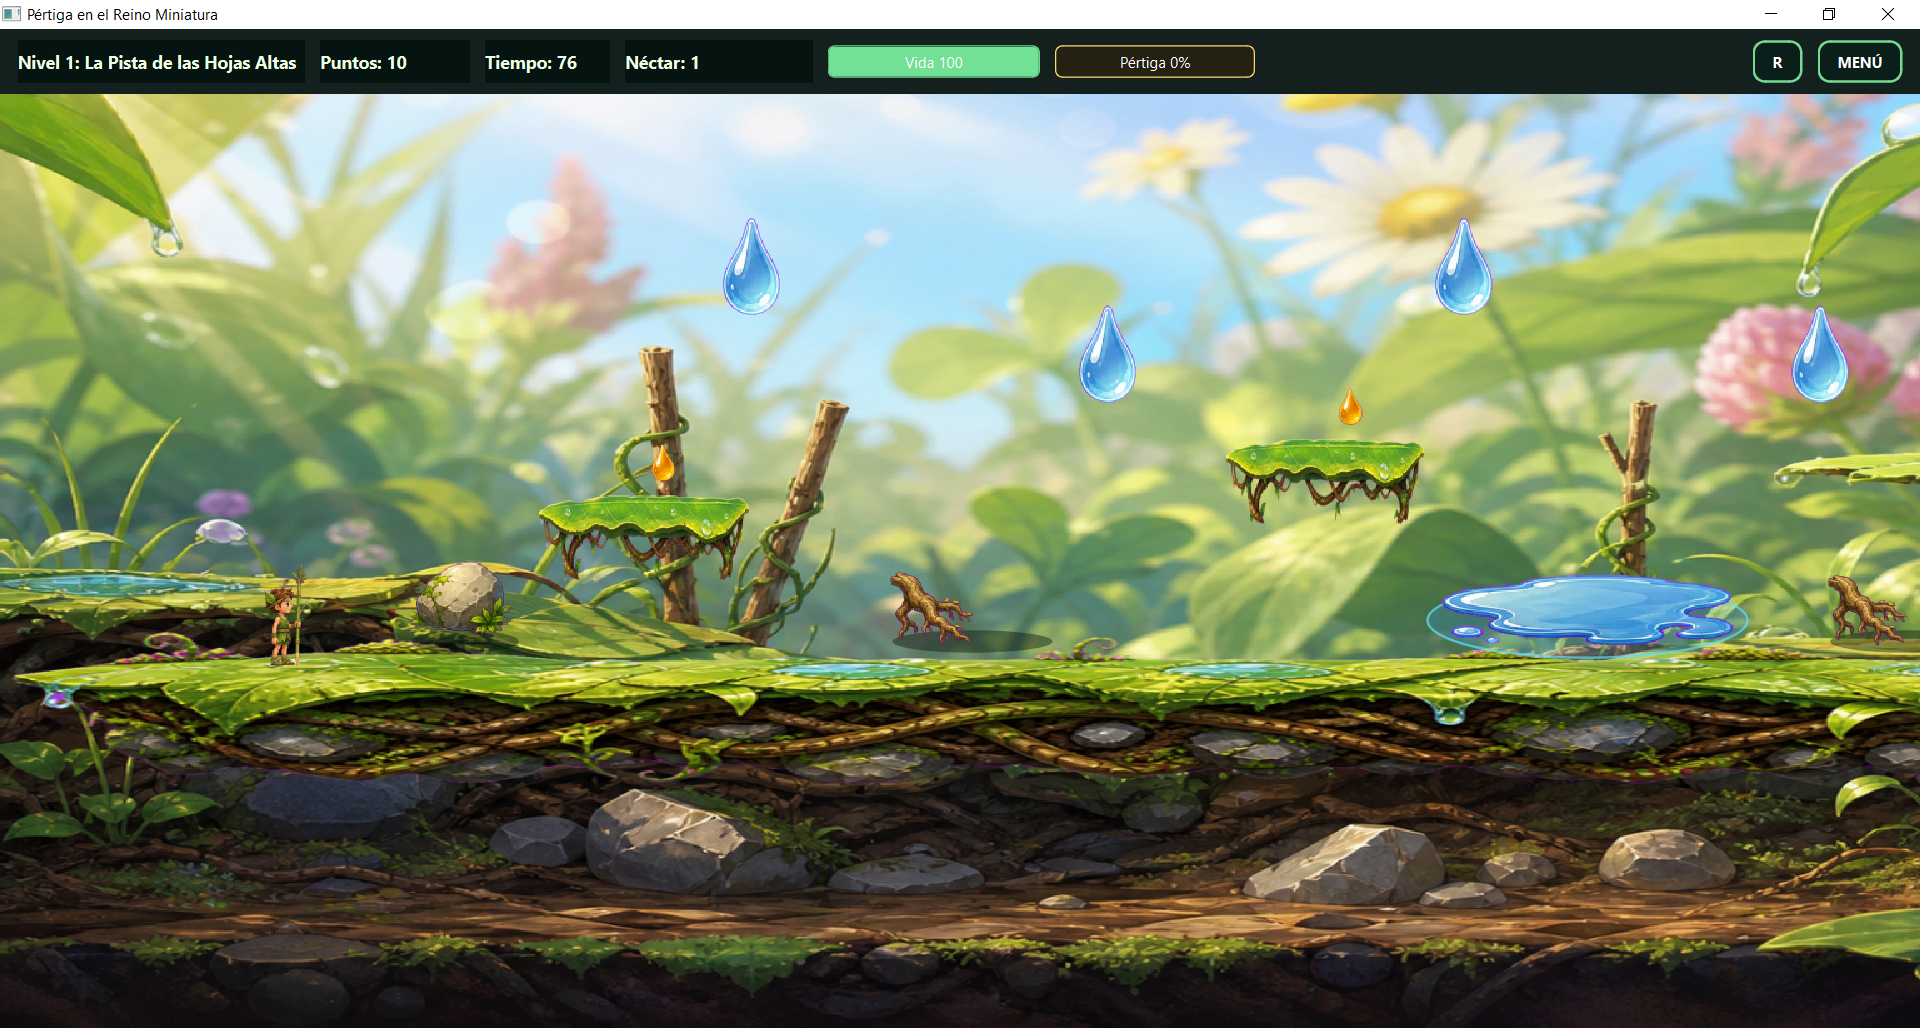 Pértiga en el Reino Miniatura
Nivel 1: La Pista de las Hojas Altas
Puntos: 10
Tiempo: 76
Néctar: 1
Vida 100
Pértiga 0%
R
MENÚ